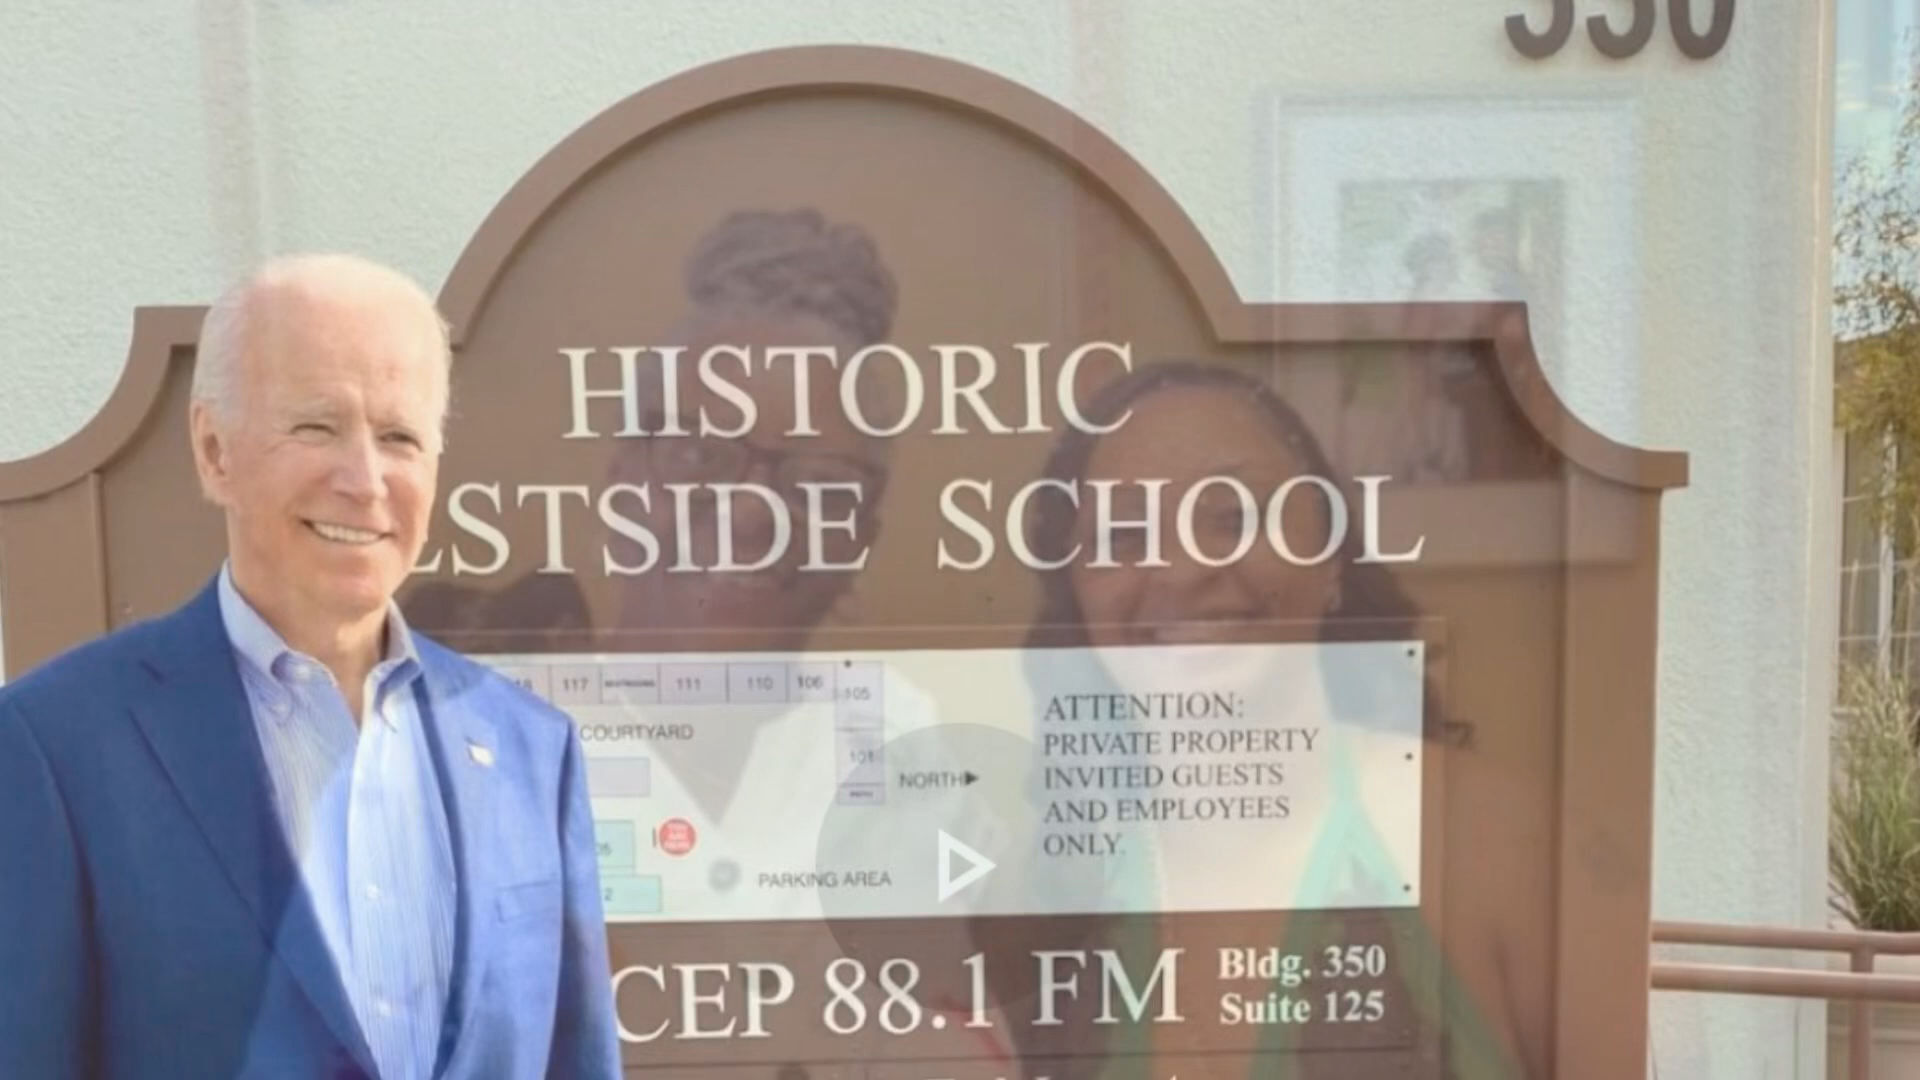 350
HISTORIC
STSIDE SCHOOL
117 111 110 106 105
COURTYARD
101
NORTH
ATTENTION:
PRIVATE PROPERTY
INVITED GUESTS
AND EMPLOYEES
ONLY.
PARKING AREA
CEP 88.1 FM
Bldg. 350
Suite 125